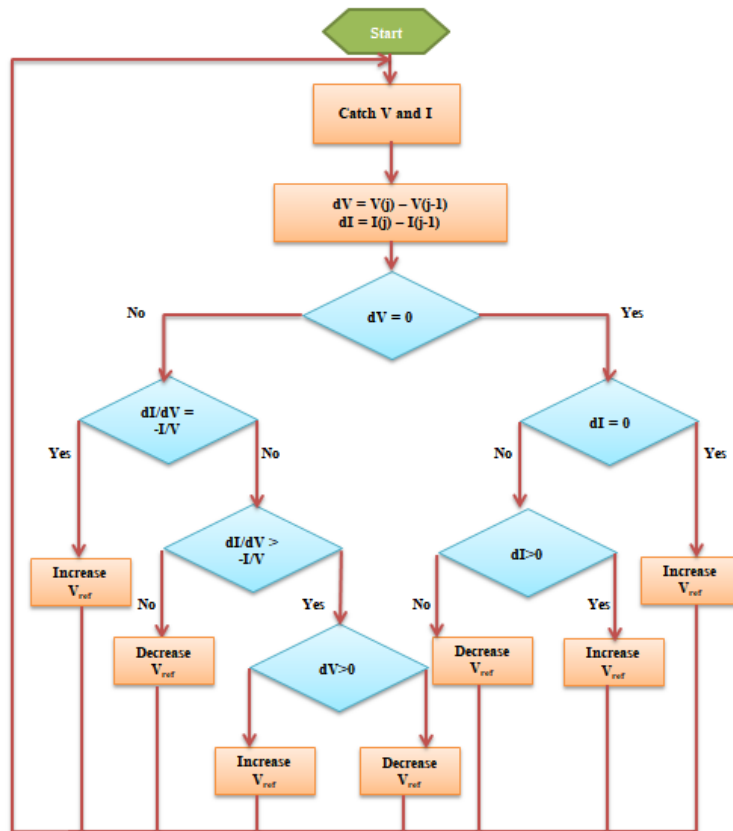 Start
Catch V and I
dV = V(j) – V(j-1)
dI = I(j) – I(j-1)
No
dV = 0
Yes
dI/dV =
-I/V
dI = 0
Yes
No
No
Yes
dI/dV >
-I/V
dI>0
Increase
Vref
Increase
Vref
No
Yes
No
Yes
Decrease
Vref
dV>0
Decrease
Vref
Increase
Vref
Increase
Vref
Decrease
Vref